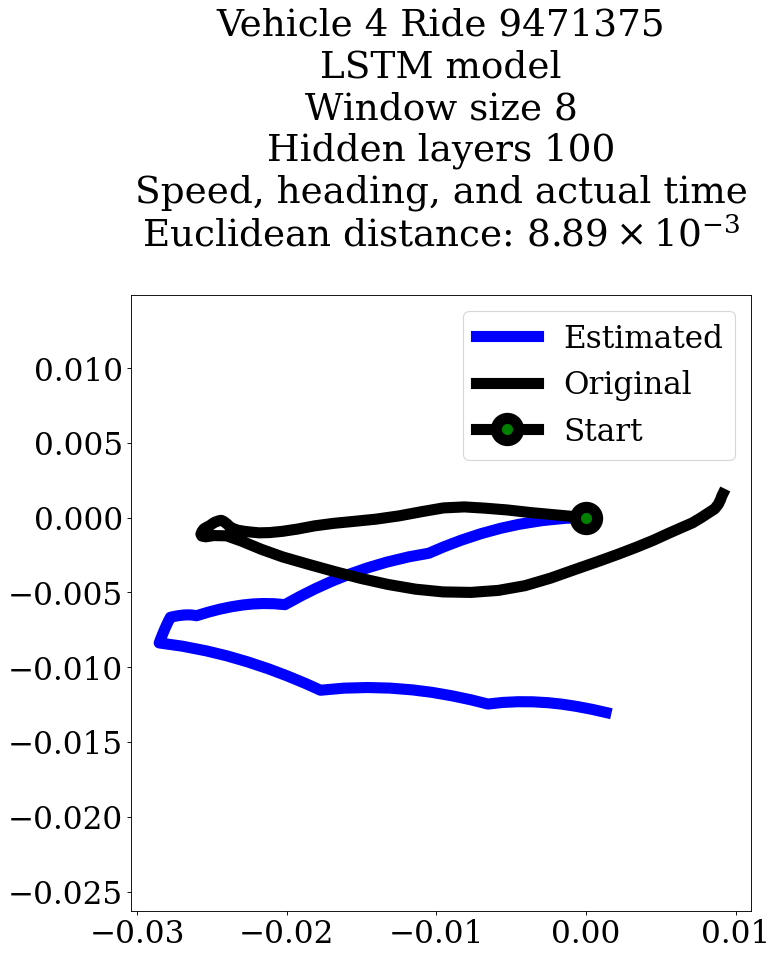 Vehicle 4 Ride 9471375
LSTM model
Window size 8
Hidden layers 100
Speed, heading, and actual time
Euclidean distance: 8.89 × 10⁻³
Estimated
Original
Start
0.010
0.005
0.000
−0.005
−0.010
−0.015
−0.020
−0.025
−0.03 −0.02 −0.01 0.00 0.01